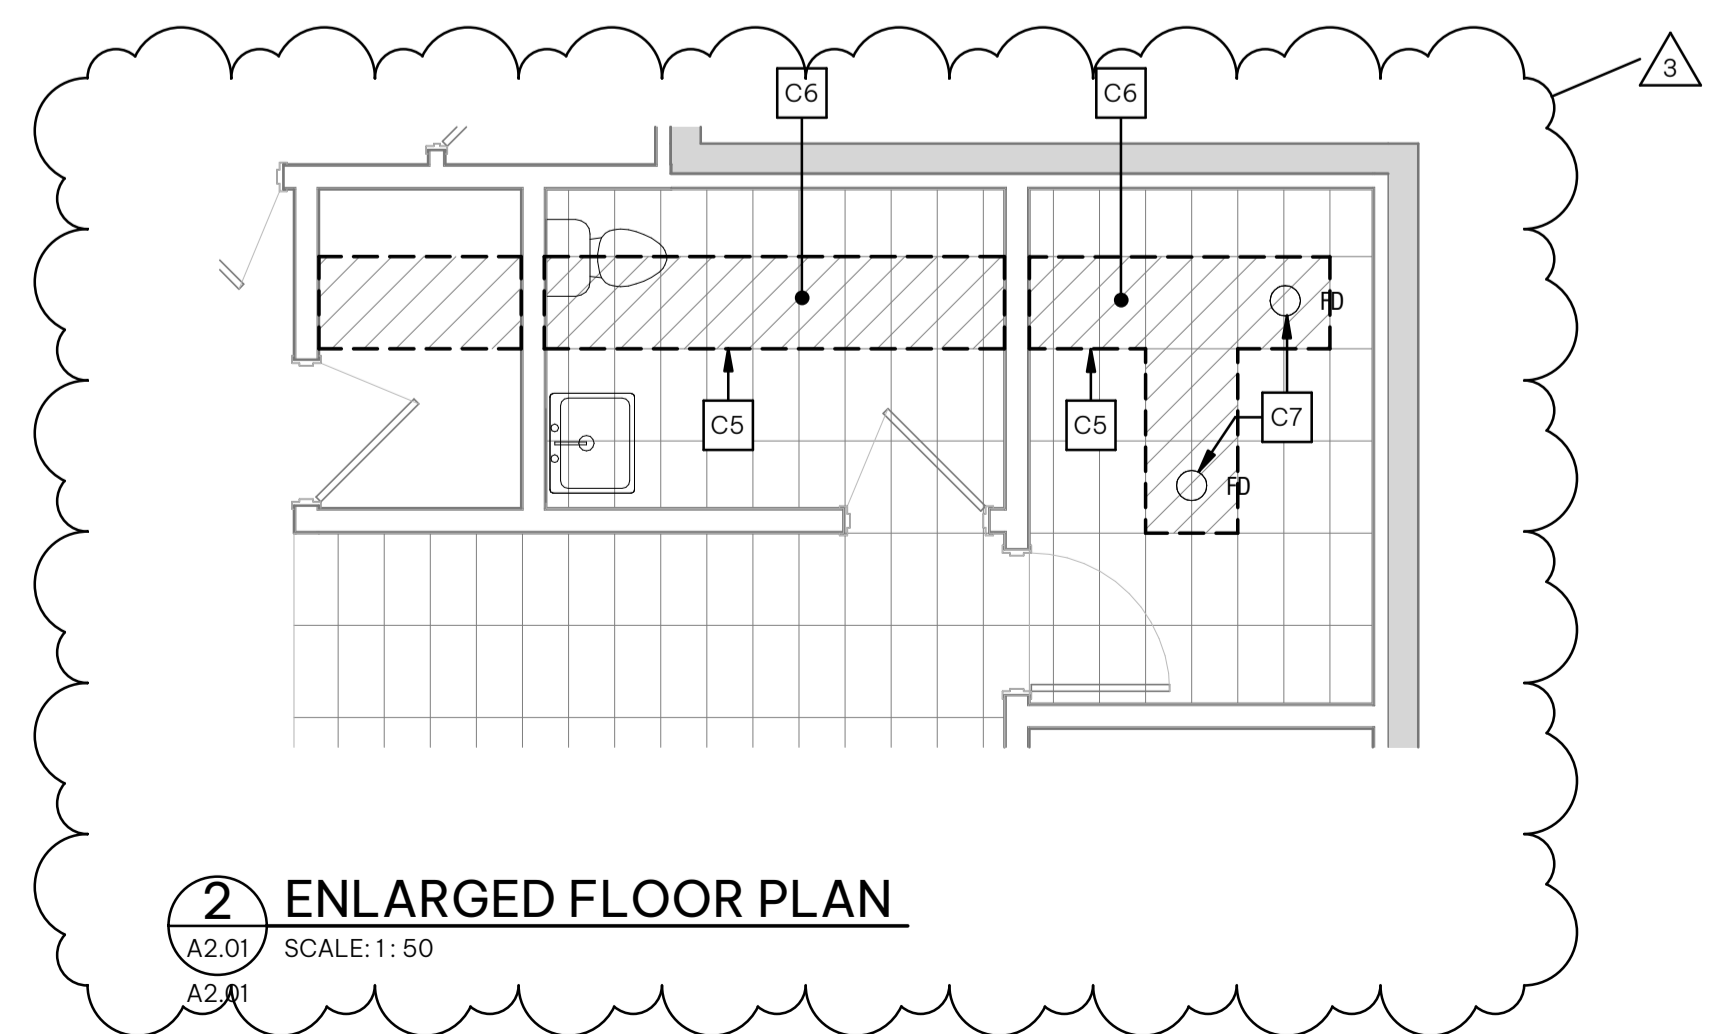 3
C6
C6
FD
C5
C5
C7
FD
2
ENLARGED FLOOR PLAN
A2.01
SCALE: 1 : 50
A2.01